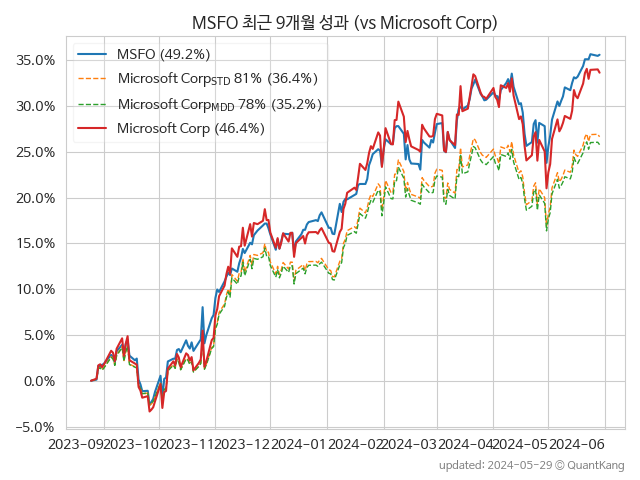 MSFO 최근 9개월 성과 (vs Microsoft Corp)
MSFO (49.2%)
Microsoft CorpSTD 81% (36.4%)
Microsoft CorpMDD 78% (35.2%)
Microsoft Corp (46.4%)
35.0%
30.0%
25.0%
20.0%
15.0%
10.0%
5.0%
0.0%
−5.0%
2023-09 2023-10 2023-11 2023-12 2024-01 2024-02 2024-03 2024-04 2024-05 2024-06
updated: 2024-05-29 © QuantKang